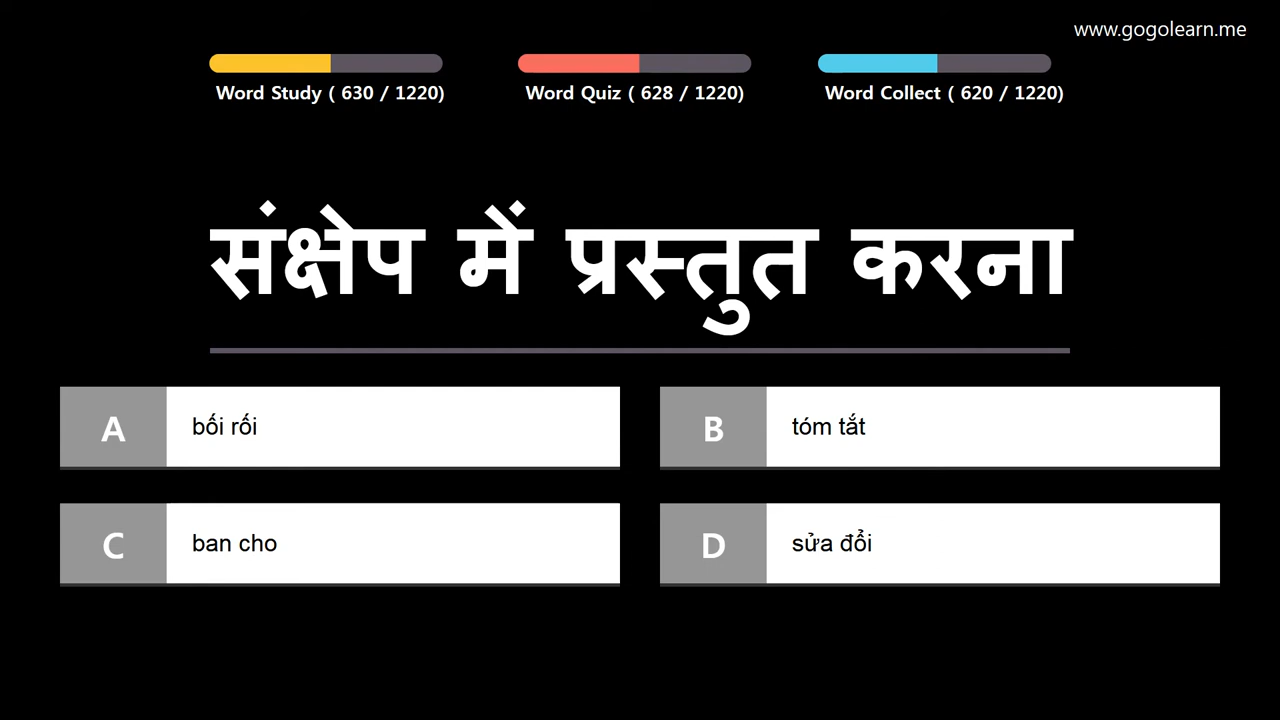 www.gogolearn.me
Word Study ( 630 / 1220)
Word Quiz ( 628 / 1220)
Word Collect ( 620 / 1220)
संक्षेप में प्रस्तुत करना
A bối rối
B tóm tắt
C ban cho
D sửa đổi